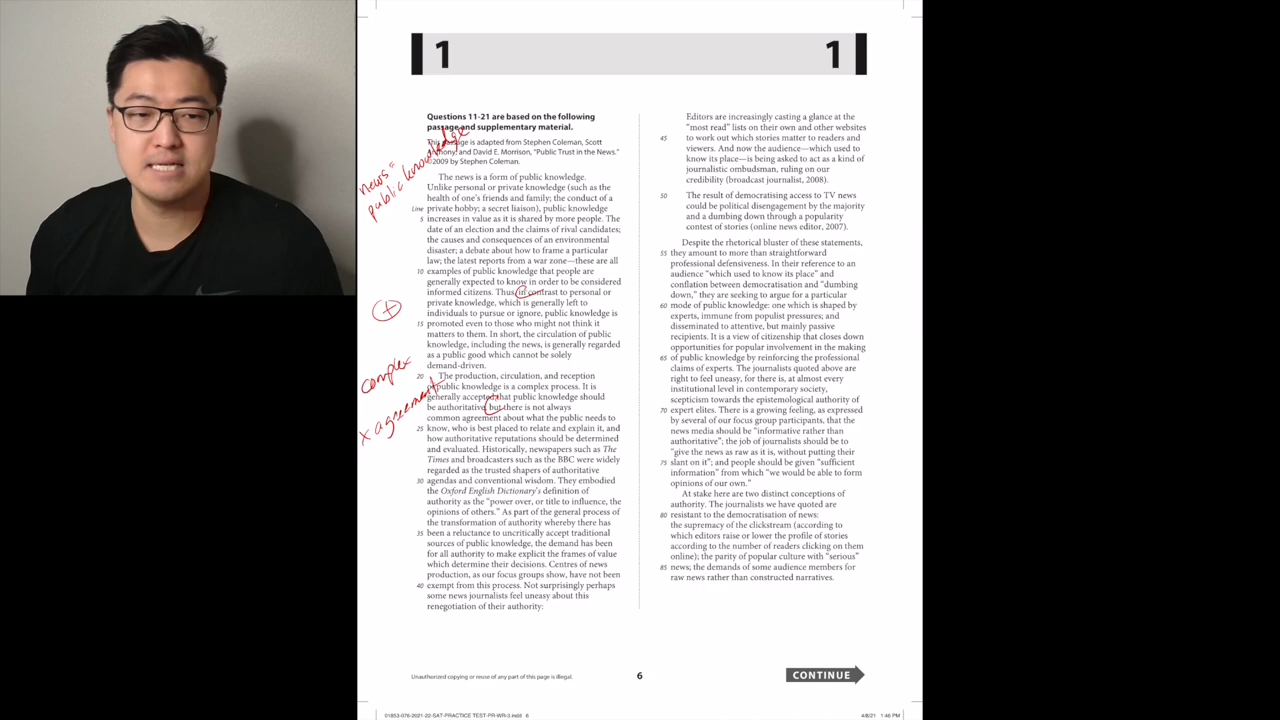 1 1
Questions 11-21 are based on the following
passage and supplementary material.
This passage is adapted from Stephen Coleman, Scott
Anthony, and David E. Morrison, “Public Trust in the News.”
©2009 by Stephen Coleman.
news =
public knowledge
The news is a form of public knowledge.
Unlike personal or private knowledge (such as the
health of one’s friends and family; the conduct of a
Line private hobby; a secret liaison), public knowledge
5 increases in value as it is shared by more people. The
date of an election and the claims of rival candidates;
the causes and consequences of an environmental
disaster; a debate about how to frame a particular
law; the latest reports from a war zone—these are all
10 examples of public knowledge that people are
generally expected to know in order to be considered
informed citizens. Thus, in contrast to personal or
private knowledge, which is generally left to
individuals to pursue or ignore, public knowledge is
15 promoted even to those who might not think it
matters to them. In short, the circulation of public
knowledge, including the news, is generally regarded
as a public good which cannot be solely
demand-driven.
+
complex
x agreement
20 The production, circulation, and reception
of public knowledge is a complex process. It is
generally accepted that public knowledge should
be authoritative, but there is not always
common agreement about what the public needs to
25 know, who is best placed to relate and explain it, and
how authoritative reputations should be determined
and evaluated. Historically, newspapers such as The
Times and broadcasters such as the BBC were widely
regarded as the trusted shapers of authoritative
30 agendas and conventional wisdom. They embodied
the Oxford English Dictionary’s definition of
authority as the “power over, or title to influence, the
opinions of others.” As part of the general process of
the transformation of authority whereby there has
35 been a reluctance to uncritically accept traditional
sources of public knowledge, the demand has been
for all authority to make explicit the frames of value
which determine their decisions. Centres of news
production, as our focus groups show, have not been
40 exempt from this process. Not surprisingly perhaps
some news journalists feel uneasy about this
renegotiation of their authority:
Editors are increasingly casting a glance at the
“most read” lists on their own and other websites
45 to work out which stories matter to readers and
viewers. And now the audience—which used to
know its place—is being asked to act as a kind of
journalistic ombudsman, ruling on our
credibility (broadcast journalist, 2008).
50 The result of democratising access to TV news
could be political disengagement by the majority
and a dumbing down through a popularity
contest of stories (online news editor, 2007).
Despite the rhetorical bluster of these statements,
55 they amount to more than straightforward
professional defensiveness. In their reference to an
audience “which used to know its place” and
conflation between democratisation and “dumbing
down,” they are seeking to argue for a particular
60 mode of public knowledge: one which is shaped by
experts, immune from populist pressures; and
disseminated to attentive, but mainly passive
recipients. It is a view of citizenship that closes down
opportunities for popular involvement in the making
65 of public knowledge by reinforcing the professional
claims of experts. The journalists quoted above are
right to feel uneasy, for there is, at almost every
institutional level in contemporary society,
scepticism towards the epistemological authority of
70 expert elites. There is a growing feeling, as expressed
by several of our focus group participants, that the
news media should be “informative rather than
authoritative”; the job of journalists should be to
“give the news as raw as it is, without putting their
75 slant on it”; and people should be given “sufficient
information” from which “we would be able to form
opinions of our own.”
At stake here are two distinct conceptions of
authority. The journalists we have quoted are
80 resistant to the democratisation of news:
the supremacy of the clickstream (according to
which editors raise or lower the profile of stories
according to the number of readers clicking on them
online); the parity of popular culture with “serious”
85 news; the demands of some audience members for
raw news rather than constructed narratives.
Unauthorized copying or reuse of any part of this page is illegal. 6 CONTINUE
01853-078-2021-22-SAT-PRACTICE TEST-PR-WR-3.indd 6 4/8/21 1:46 PM